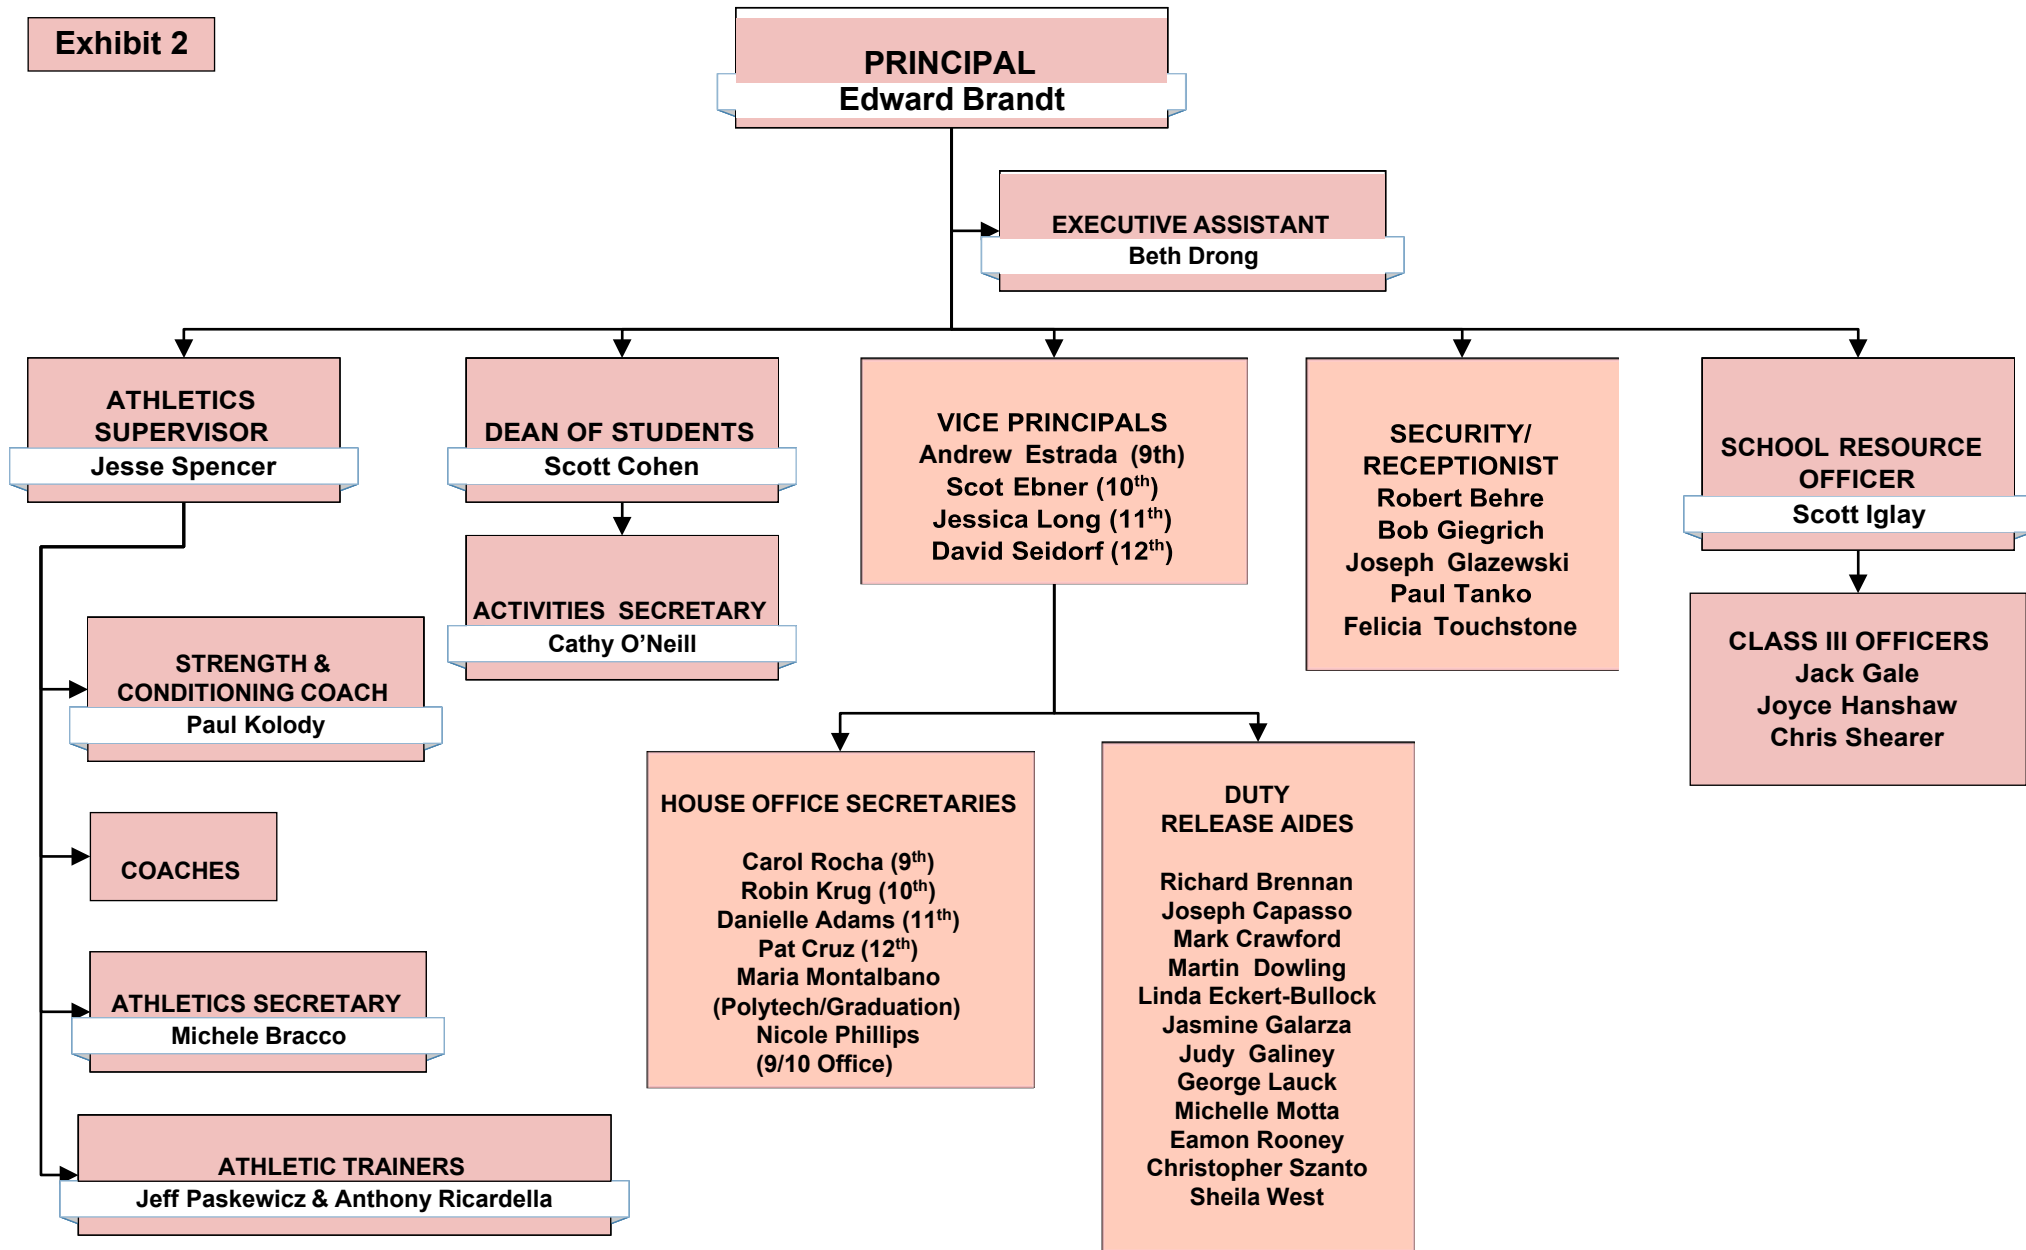 Exhibit 2
PRINCIPAL
Edward Brandt
EXECUTIVE ASSISTANT
Beth Drong
ATHLETICS
SUPERVISOR
Jesse Spencer
DEAN OF STUDENTS
Scott Cohen
VICE PRINCIPALS
Andrew Estrada (9th)
Scot Ebner (10th)
Jessica Long (11th)
David Seidorf (12th)
SECURITY/
RECEPTIONIST
Robert Behre
Bob Giegrich
Joseph Glazewski
Paul Tanko
Felicia Touchstone
SCHOOL RESOURCE
OFFICER
Scott Iglay
ACTIVITIES SECRETARY
Cathy O’Neill
CLASS III OFFICERS
Jack Gale
Joyce Hanshaw
Chris Shearer
STRENGTH &
CONDITIONING COACH
Paul Kolody
COACHES
ATHLETICS SECRETARY
Michele Bracco
ATHLETIC TRAINERS
Jeff Paskewicz & Anthony Ricardella
HOUSE OFFICE SECRETARIES
Carol Rocha (9th)
Robin Krug (10th)
Danielle Adams (11th)
Pat Cruz (12th)
Maria Montalbano
(Polytech/Graduation)
Nicole Phillips
(9/10 Office)
DUTY
RELEASE AIDES
Richard Brennan
Joseph Capasso
Mark Crawford
Martin Dowling
Linda Eckert-Bullock
Jasmine Galarza
Judy Galiney
George Lauck
Michelle Motta
Eamon Rooney
Christopher Szanto
Sheila West